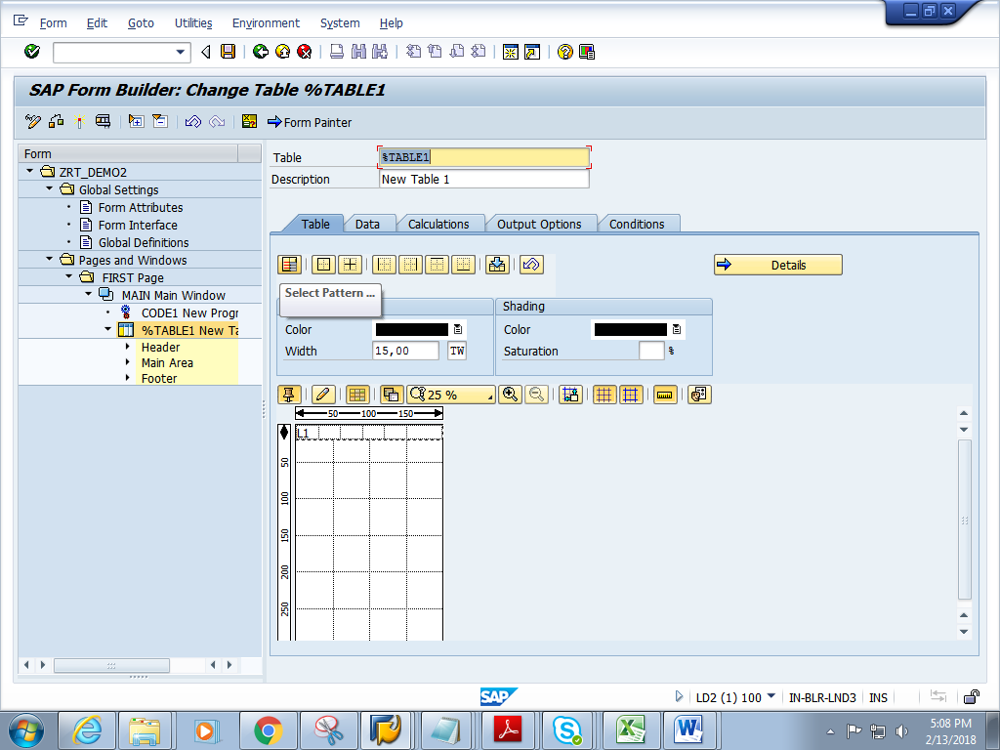 Form Edit Goto Utilities Environment System Help
SAP Form Builder: Change Table %TABLE1
Form Painter
Form
ZRT_DEMO2
Global Settings
Form Attributes
Form Interface
Global Definitions
Pages and Windows
FIRST Page
MAIN Main Window
CODE1 New Progr
%TABLE1 New Ta
Header
Main Area
Footer
Table %TABLE1
Description New Table 1
Table Data Calculations Output Options Conditions
Details
Select Pattern ...
Shading
Color Color
Width 15,00 TW Saturation %
25 %
50 100 150
L1
50
100
150
200
250
SAP LD2 (1) 100 IN-BLR-LND3 INS
5:08 PM
2/13/2018